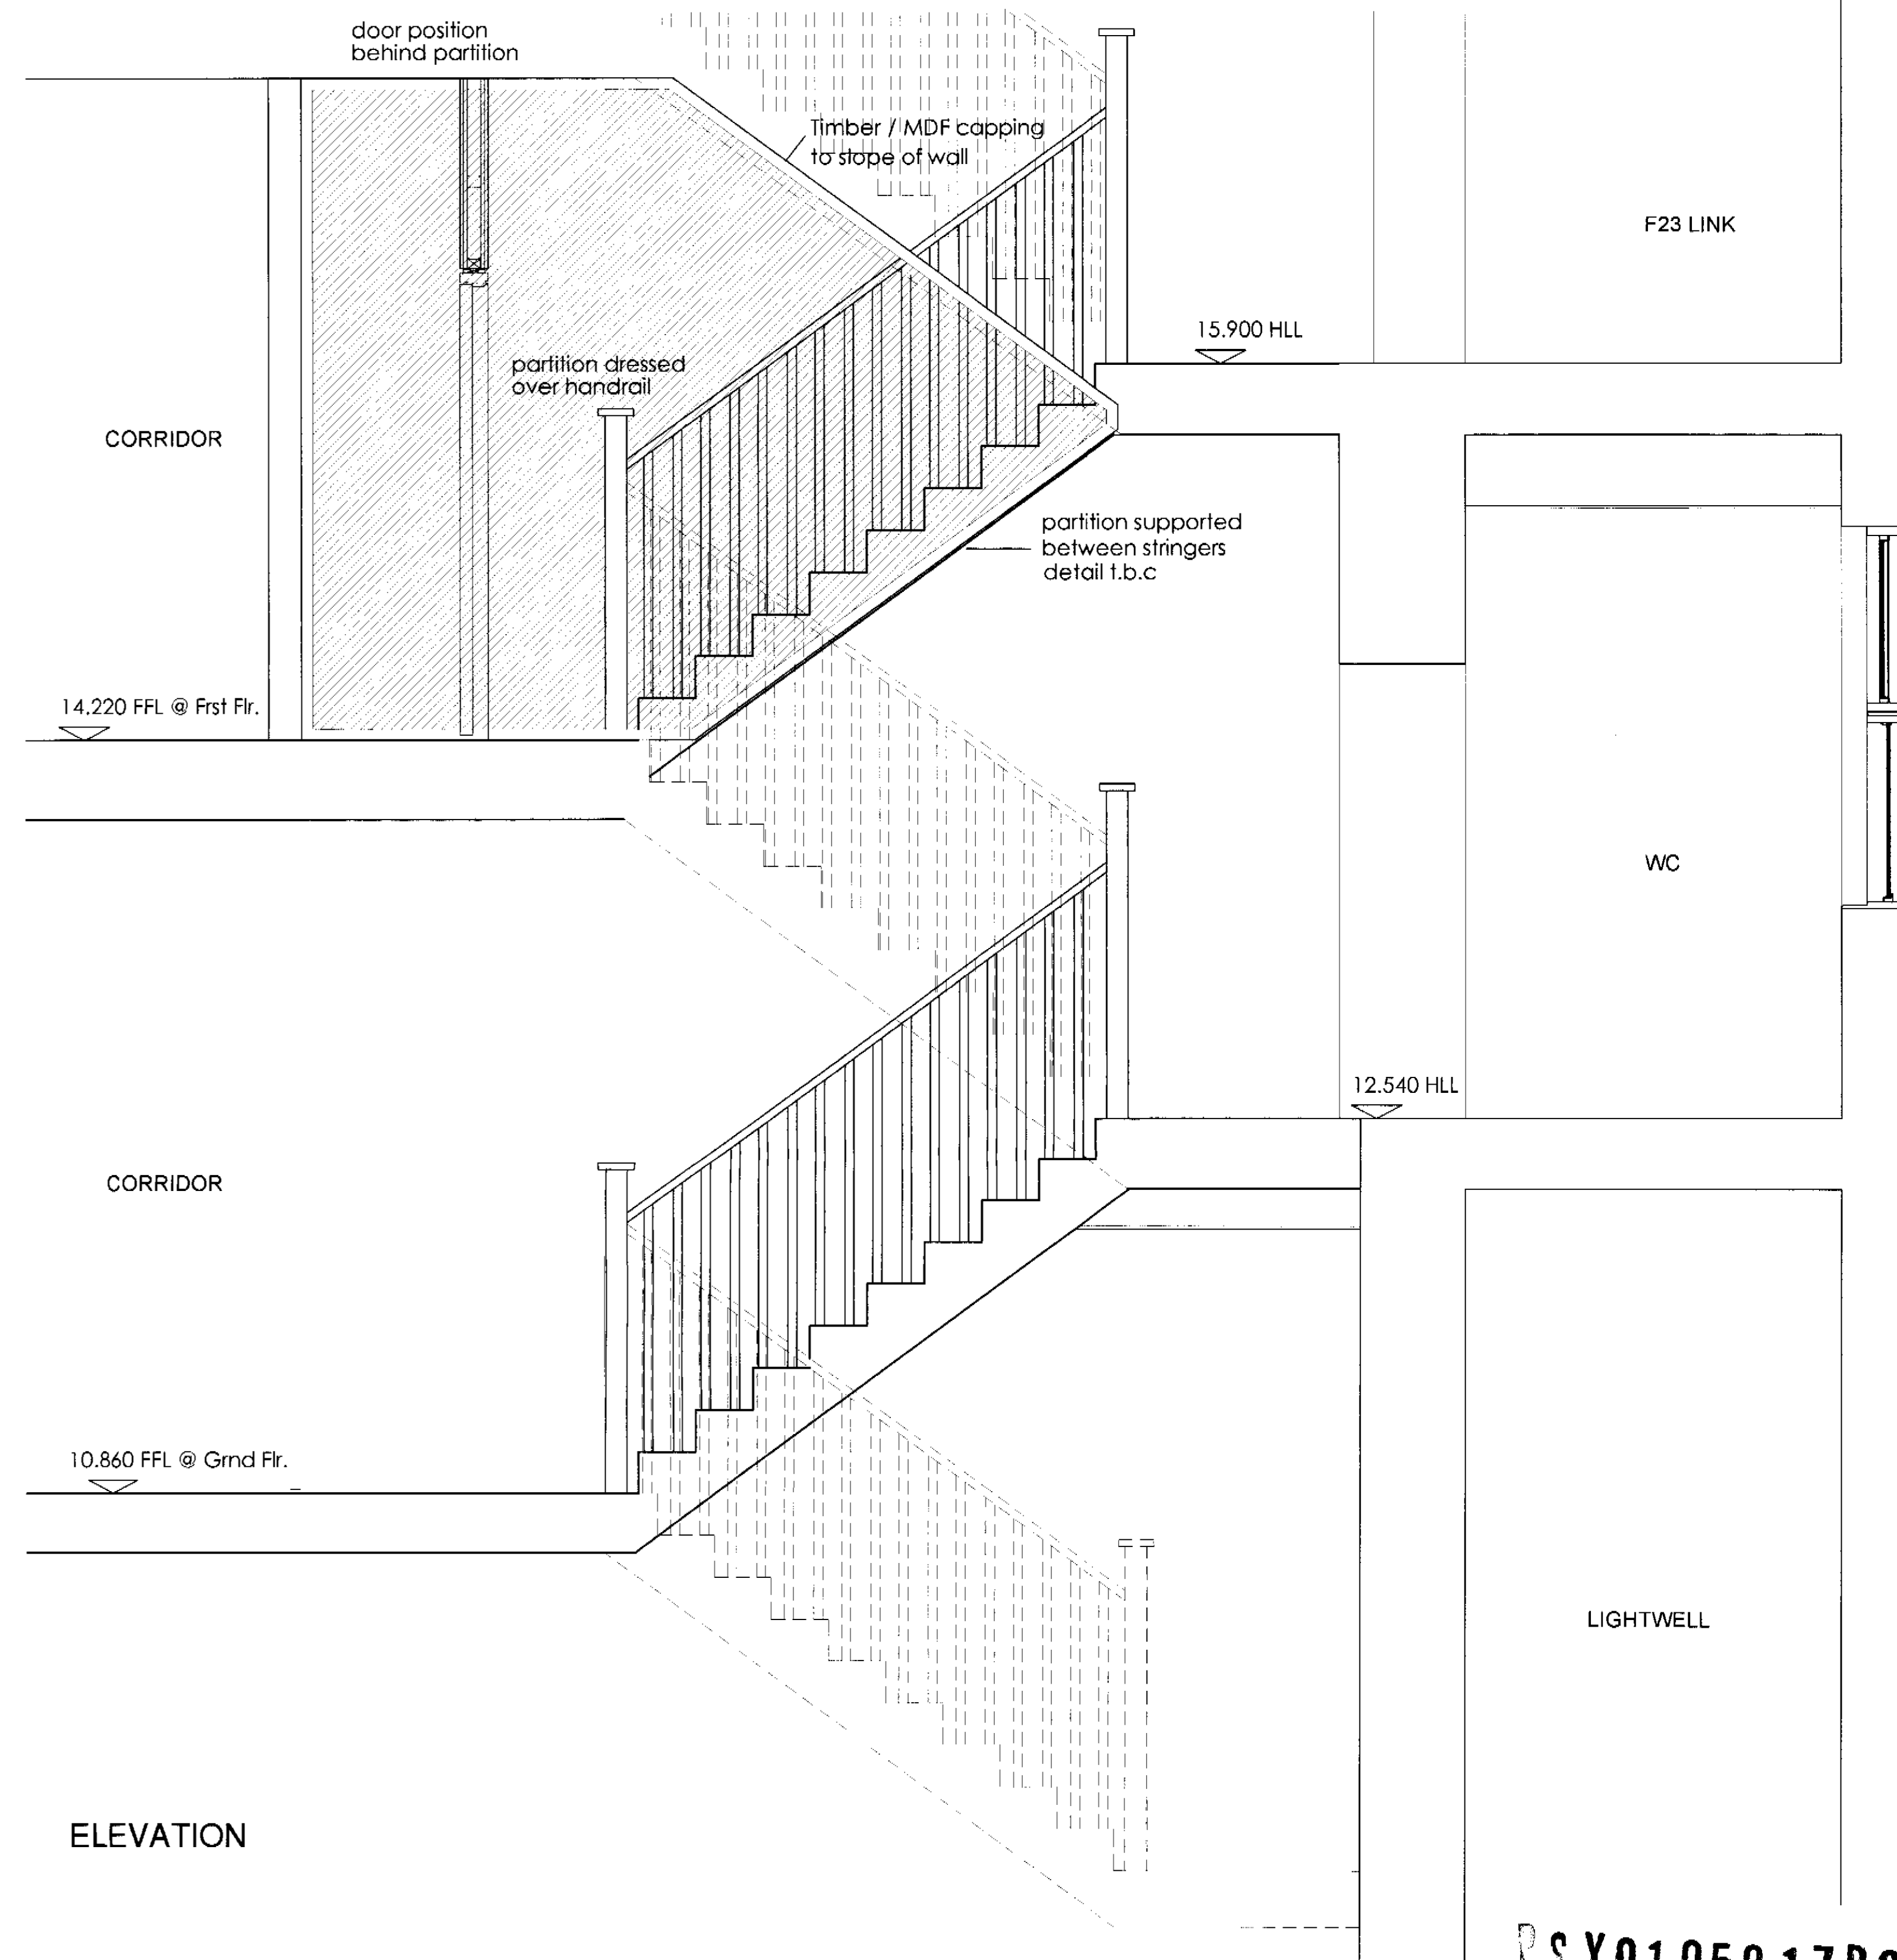 door position
behind partition
Timber / MDF capping
to slope of wall
F23 LINK
15.900 HLL
partition dressed
over handrail
CORRIDOR
partition supported
between stringers
detail t.b.c
14.220 FFL @ Frst Flr.
WC
12.540 HLL
CORRIDOR
10.860 FFL @ Grnd Flr.
LIGHTWELL
ELEVATION